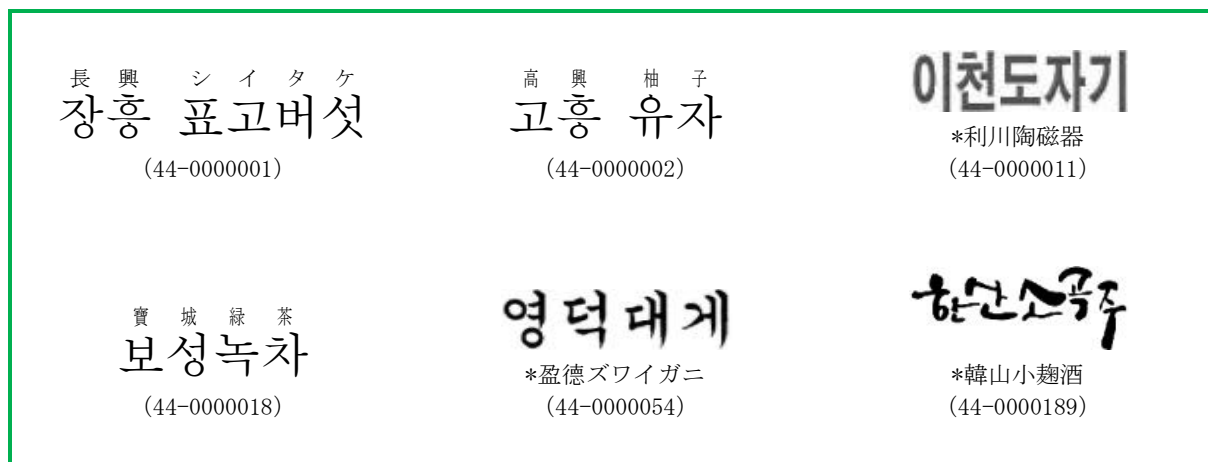 長興 シイタケ
장흥 표고버섯
(44-0000001)
高興 柚子
고흥 유자
(44-0000002)
이천도자기
*利川陶磁器
(44-0000011)
寶城緑茶
보성녹차
(44-0000018)
영덕대게
*盈德ズワイガニ
(44-0000054)
한산소곡주
*韓山小麹酒
(44-0000189)